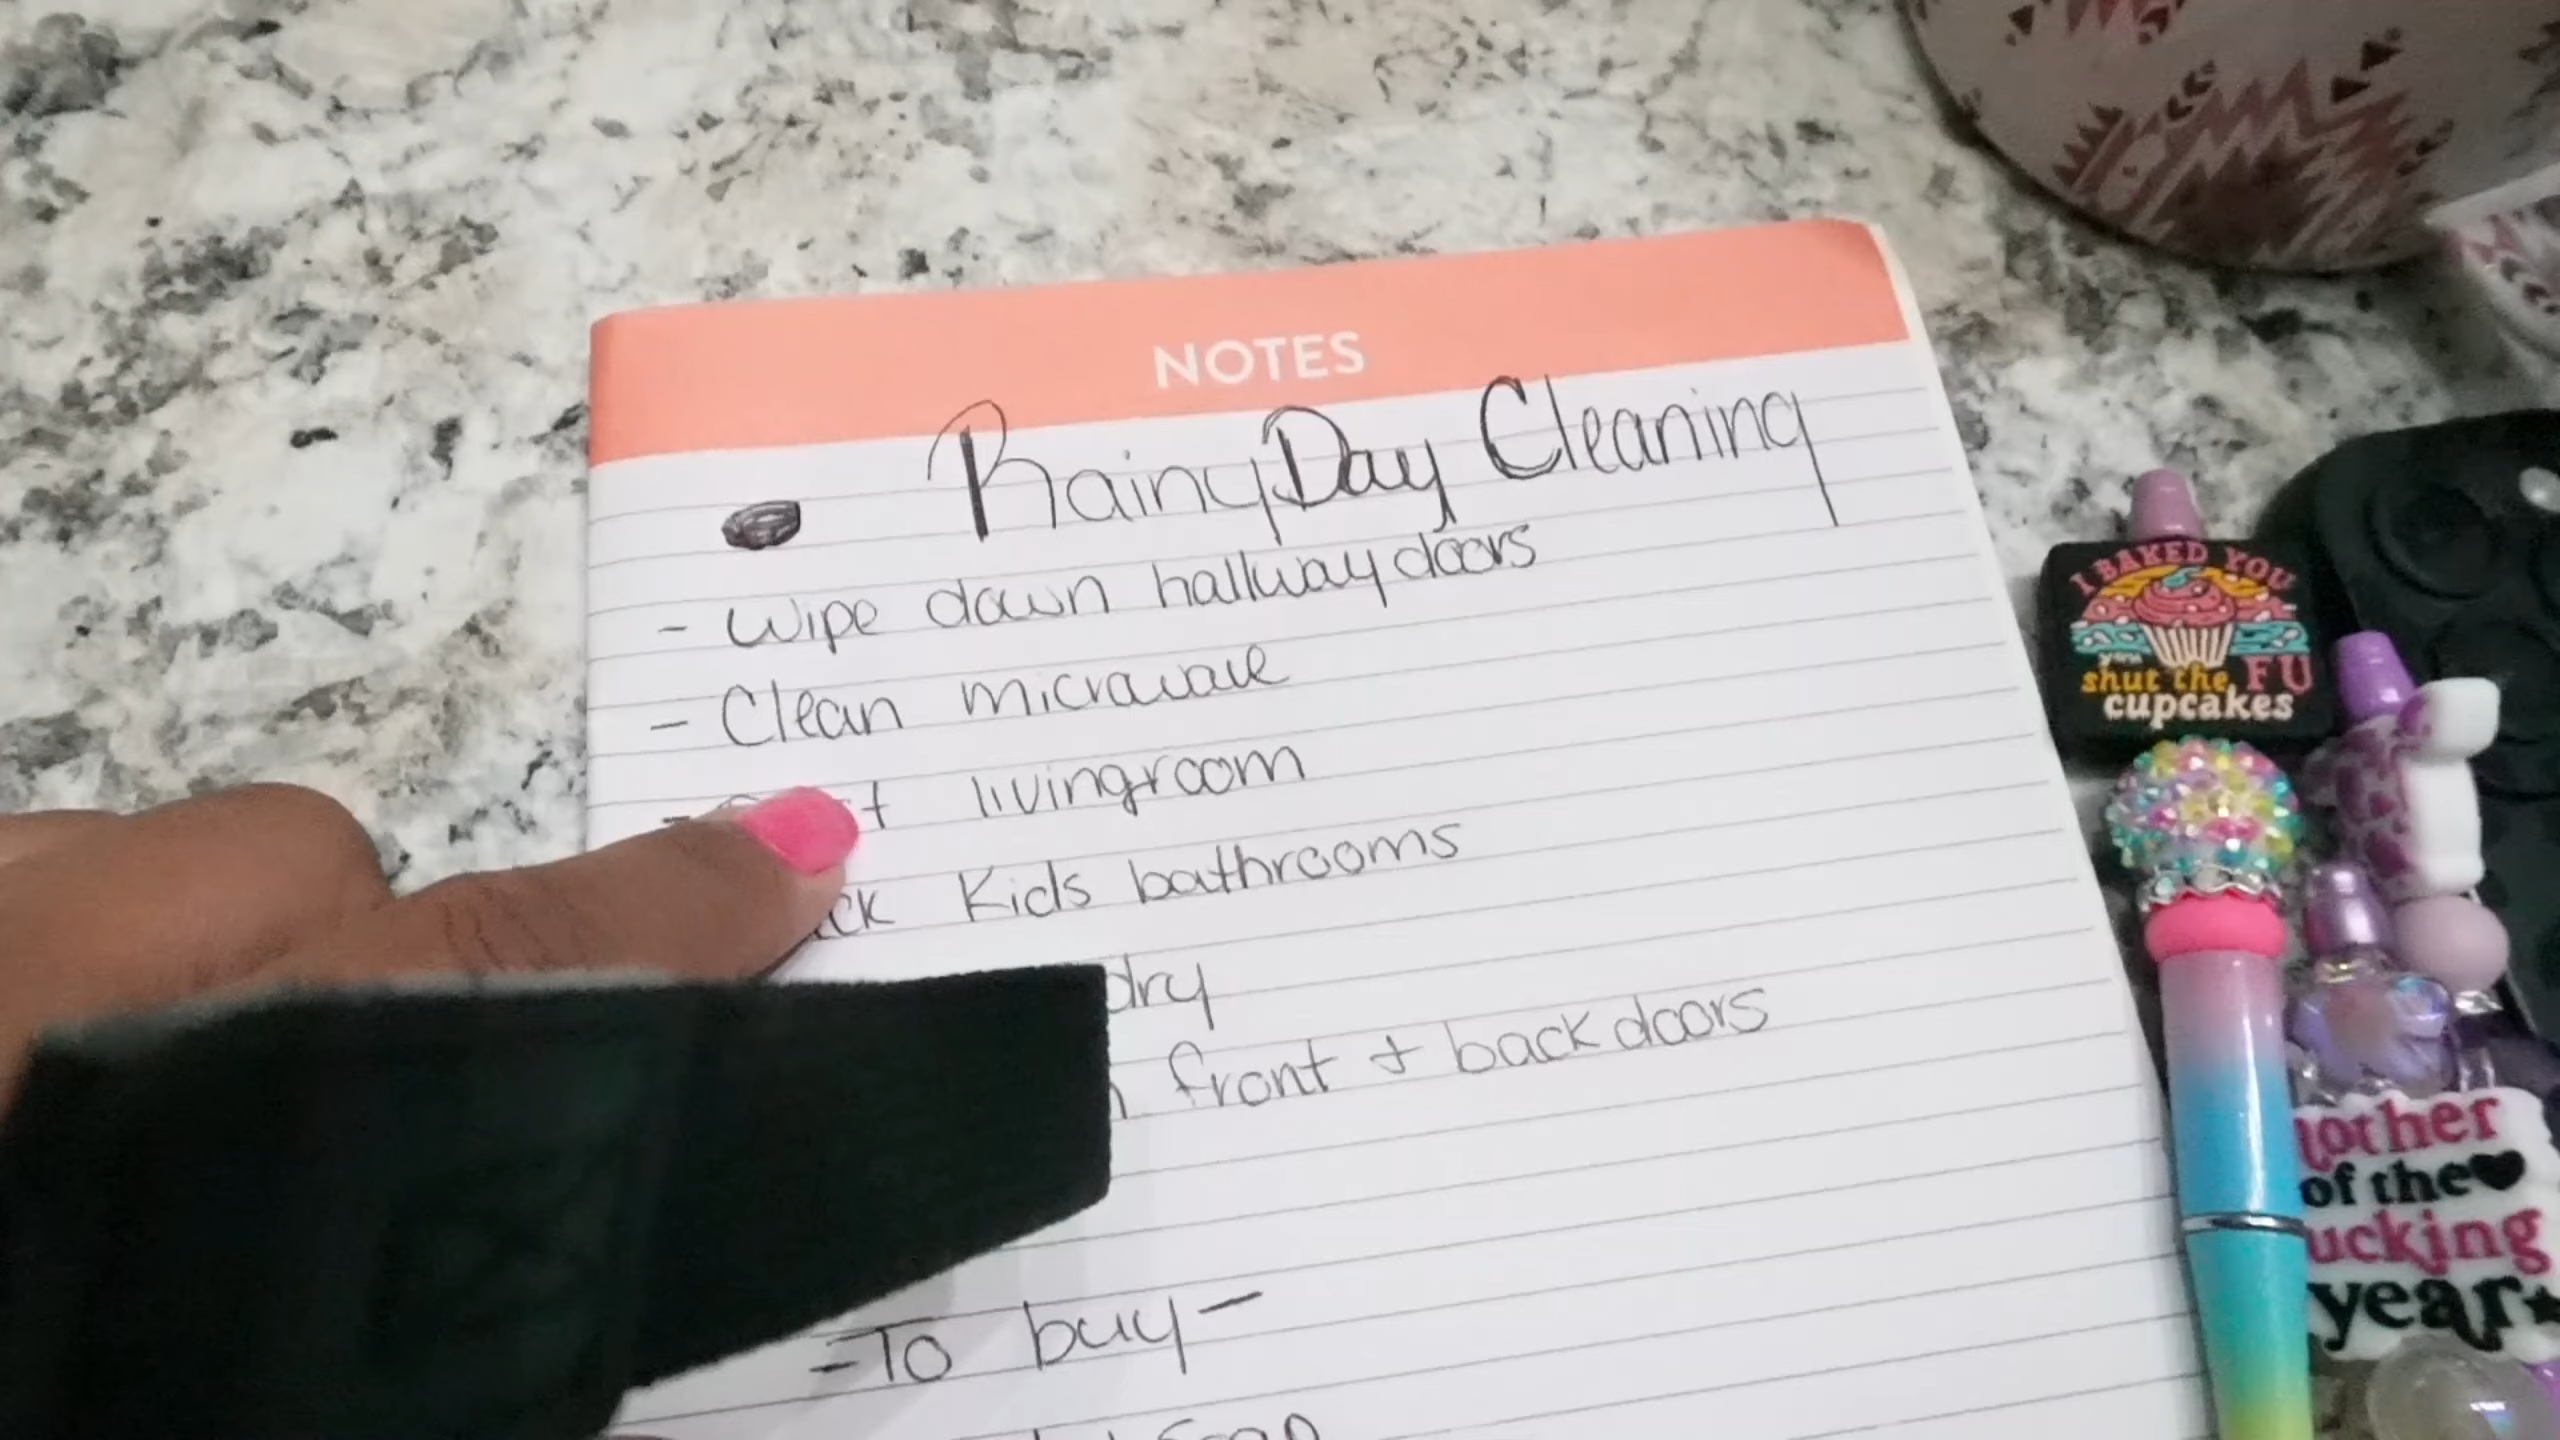 NOTES
Rainy Day Cleaning
- Wipe down hallway doors
- Clean microwave
- livingroom
Kids bathrooms
front + back doors
- To buy -
I BAKED YOU
shut the FU
cupcakes
of the
year